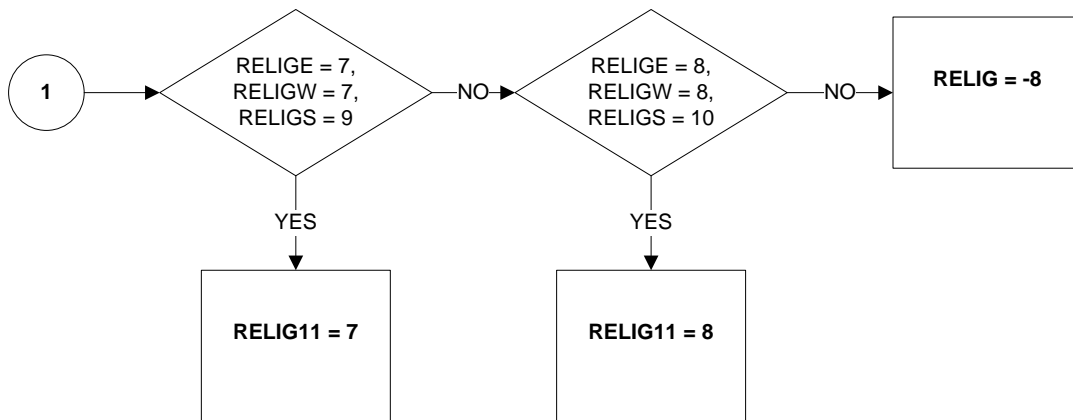 1
RELIGE = 7,
RELIGW = 7,
RELIGS = 9
NO
RELIGE = 8,
RELIGW = 8,
RELIGS = 10
NO
RELIG = -8
YES
YES
RELIG11 = 7
RELIG11 = 8